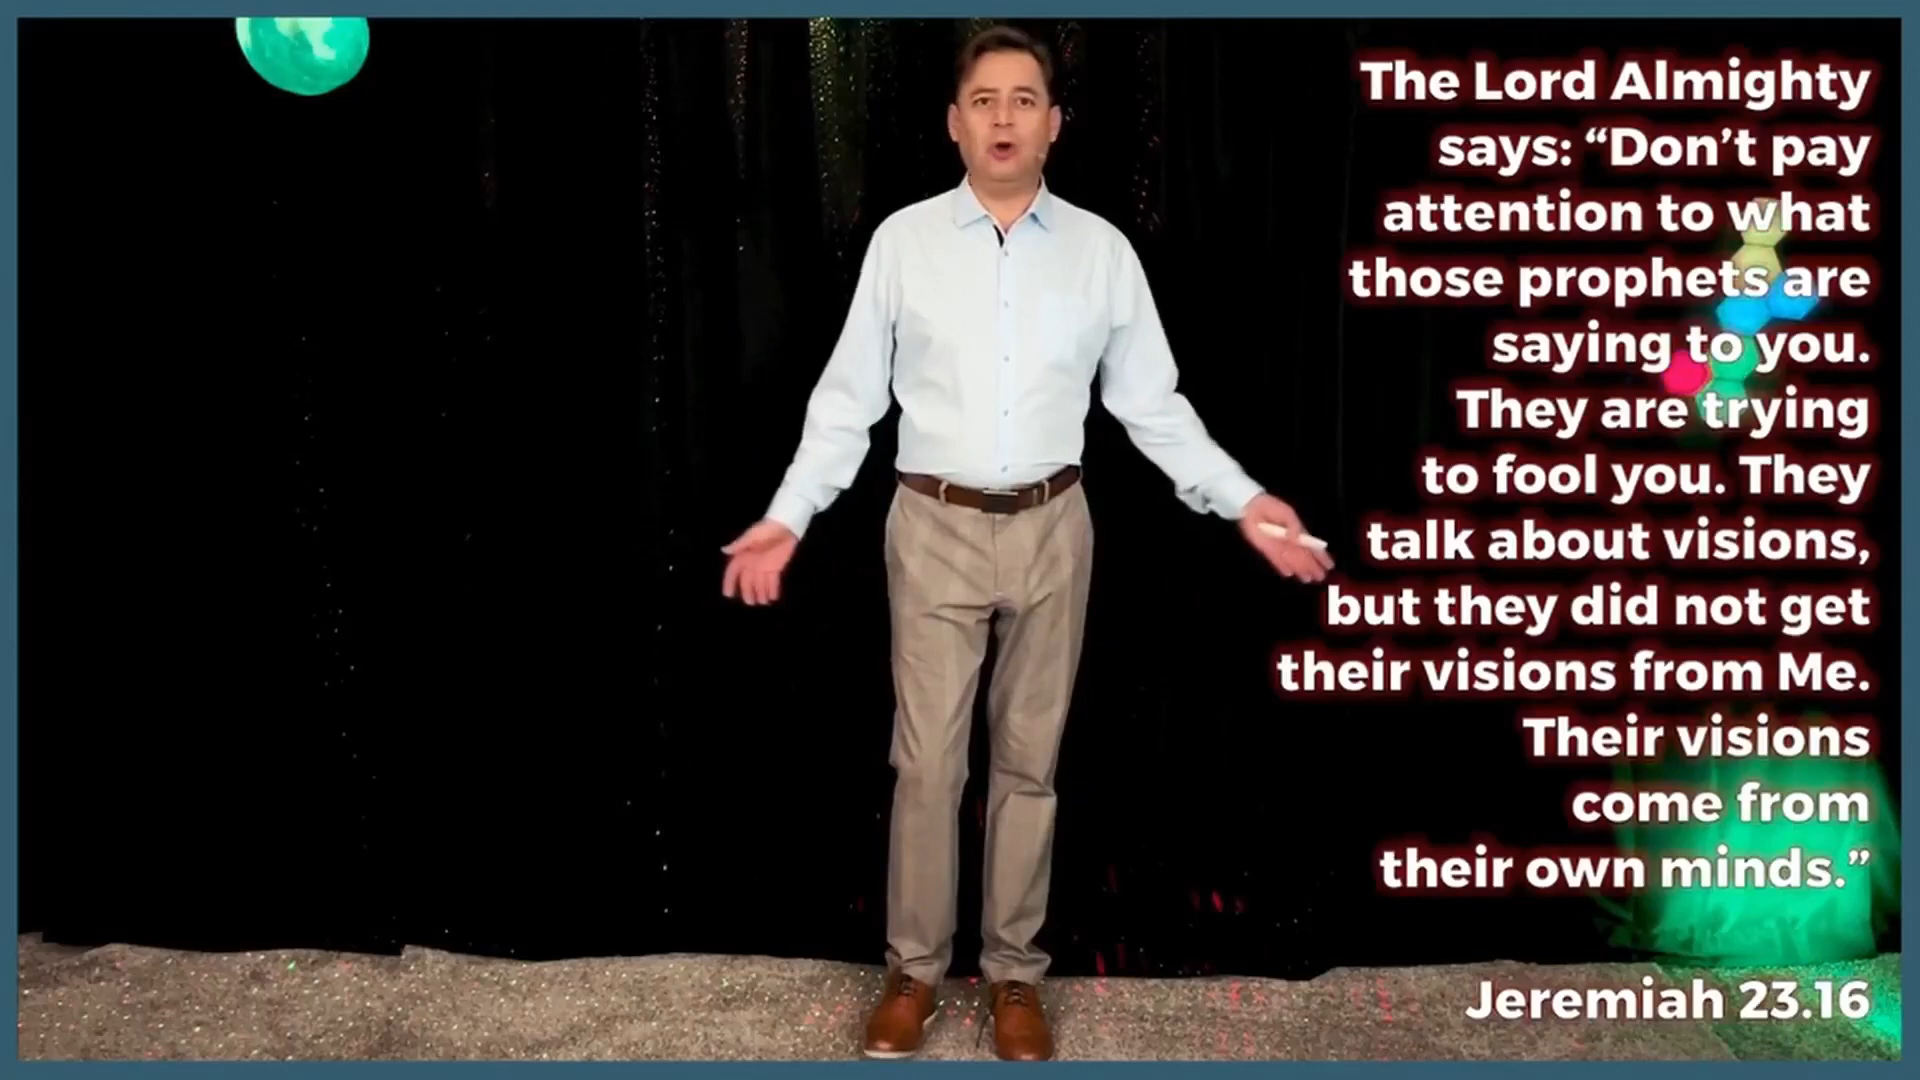 The Lord Almighty
says: “Don’t pay
attention to what
those prophets are
saying to you.
They are trying
to fool you. They
talk about visions,
but they did not get
their visions from Me.
Their visions
come from
their own minds.”
Jeremiah 23.16